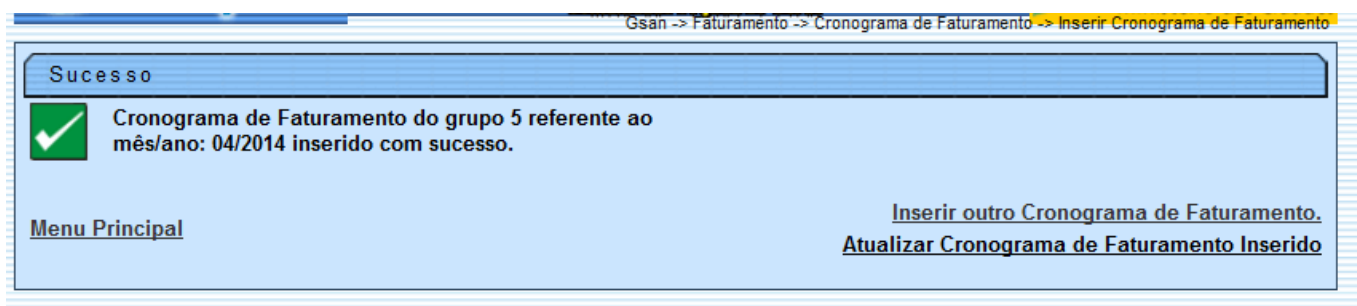 Gsan -> Faturamento -> Cronograma de Faturamento -> Inserir Cronograma de Faturamento
Sucesso
Cronograma de Faturamento do grupo 5 referente ao
mês/ano: 04/2014 inserido com sucesso.
Menu Principal
Inserir outro Cronograma de Faturamento.
Atualizar Cronograma de Faturamento Inserido